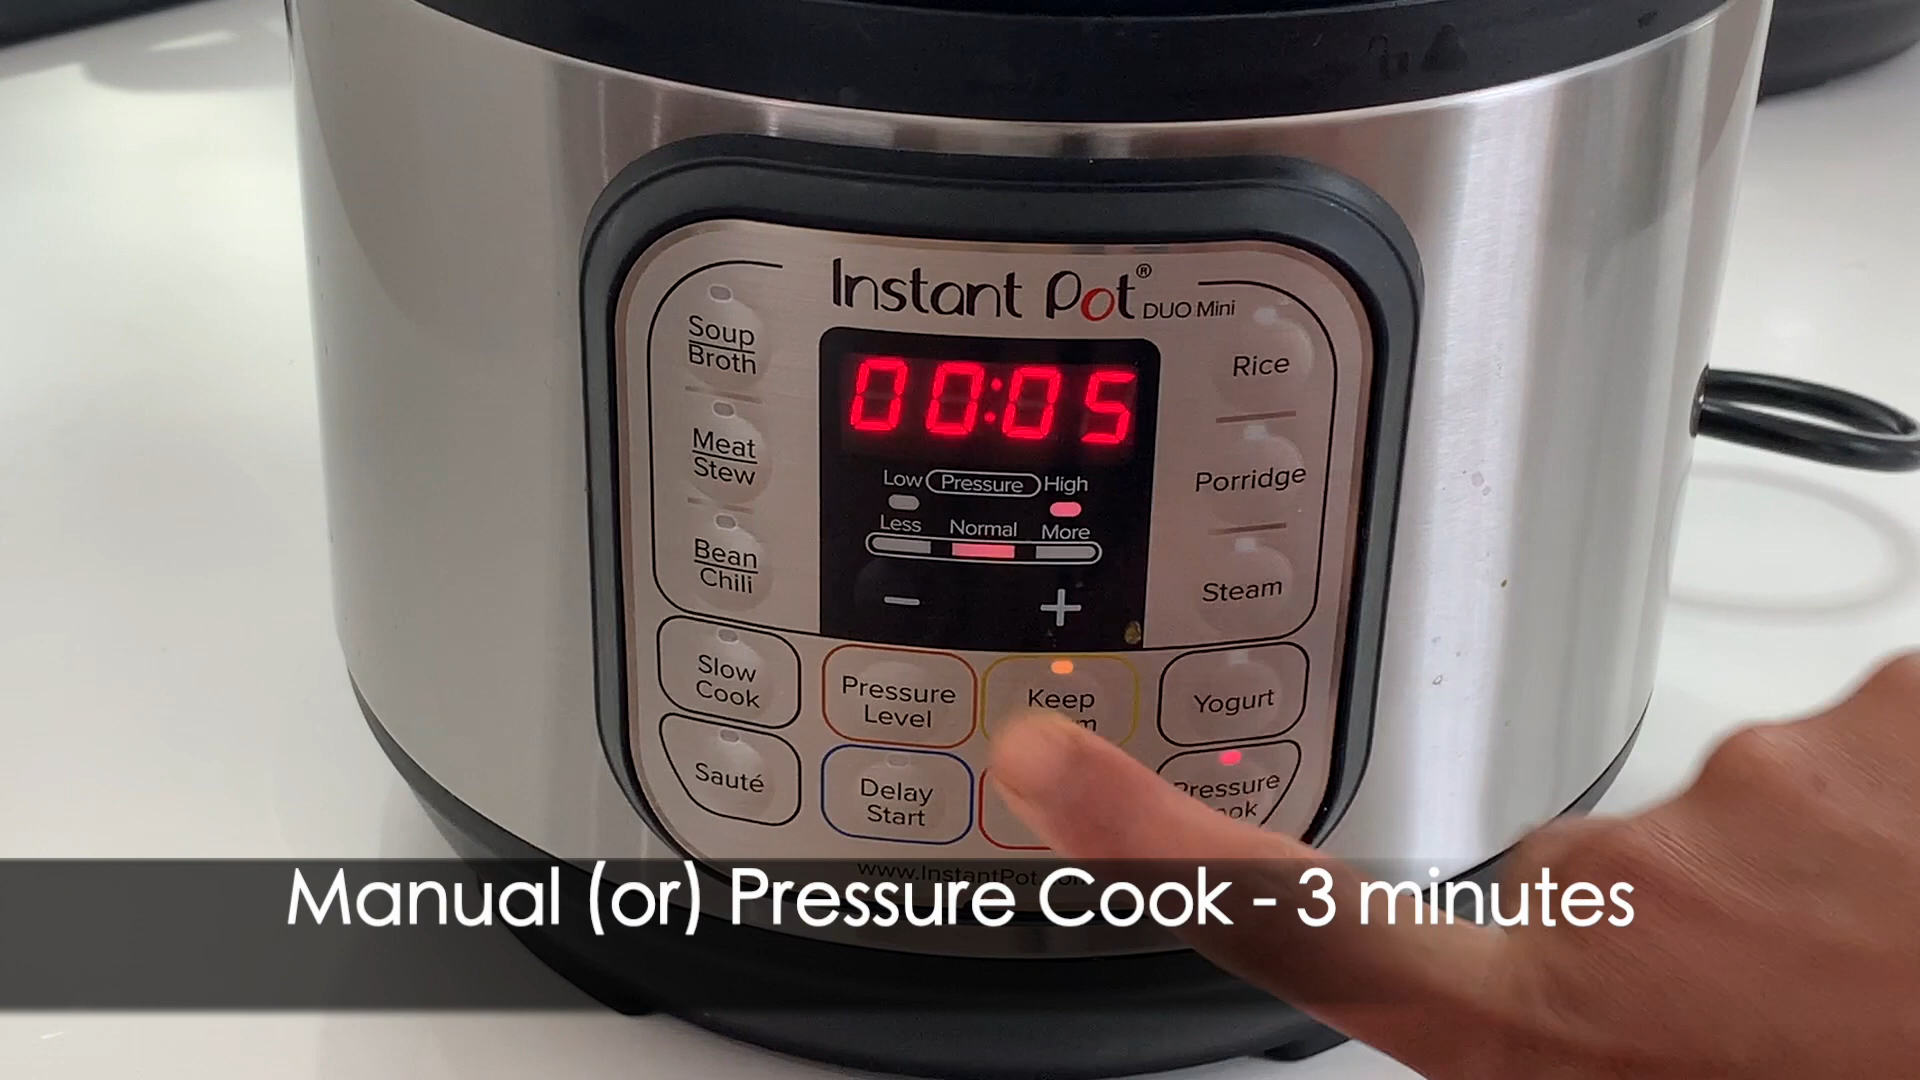 Instant Pot® DUO Mini
Soup
Broth
Meat
Stew
Bean
Chili
00:05
Low Pressure High
Less Normal More
− +
Rice
Porridge
Steam
Slow
Cook
Pressure
Level
Keep
Yogurt
Sauté
Delay
Start
Pressure
Manual (or) Pressure Cook - 3 minutes